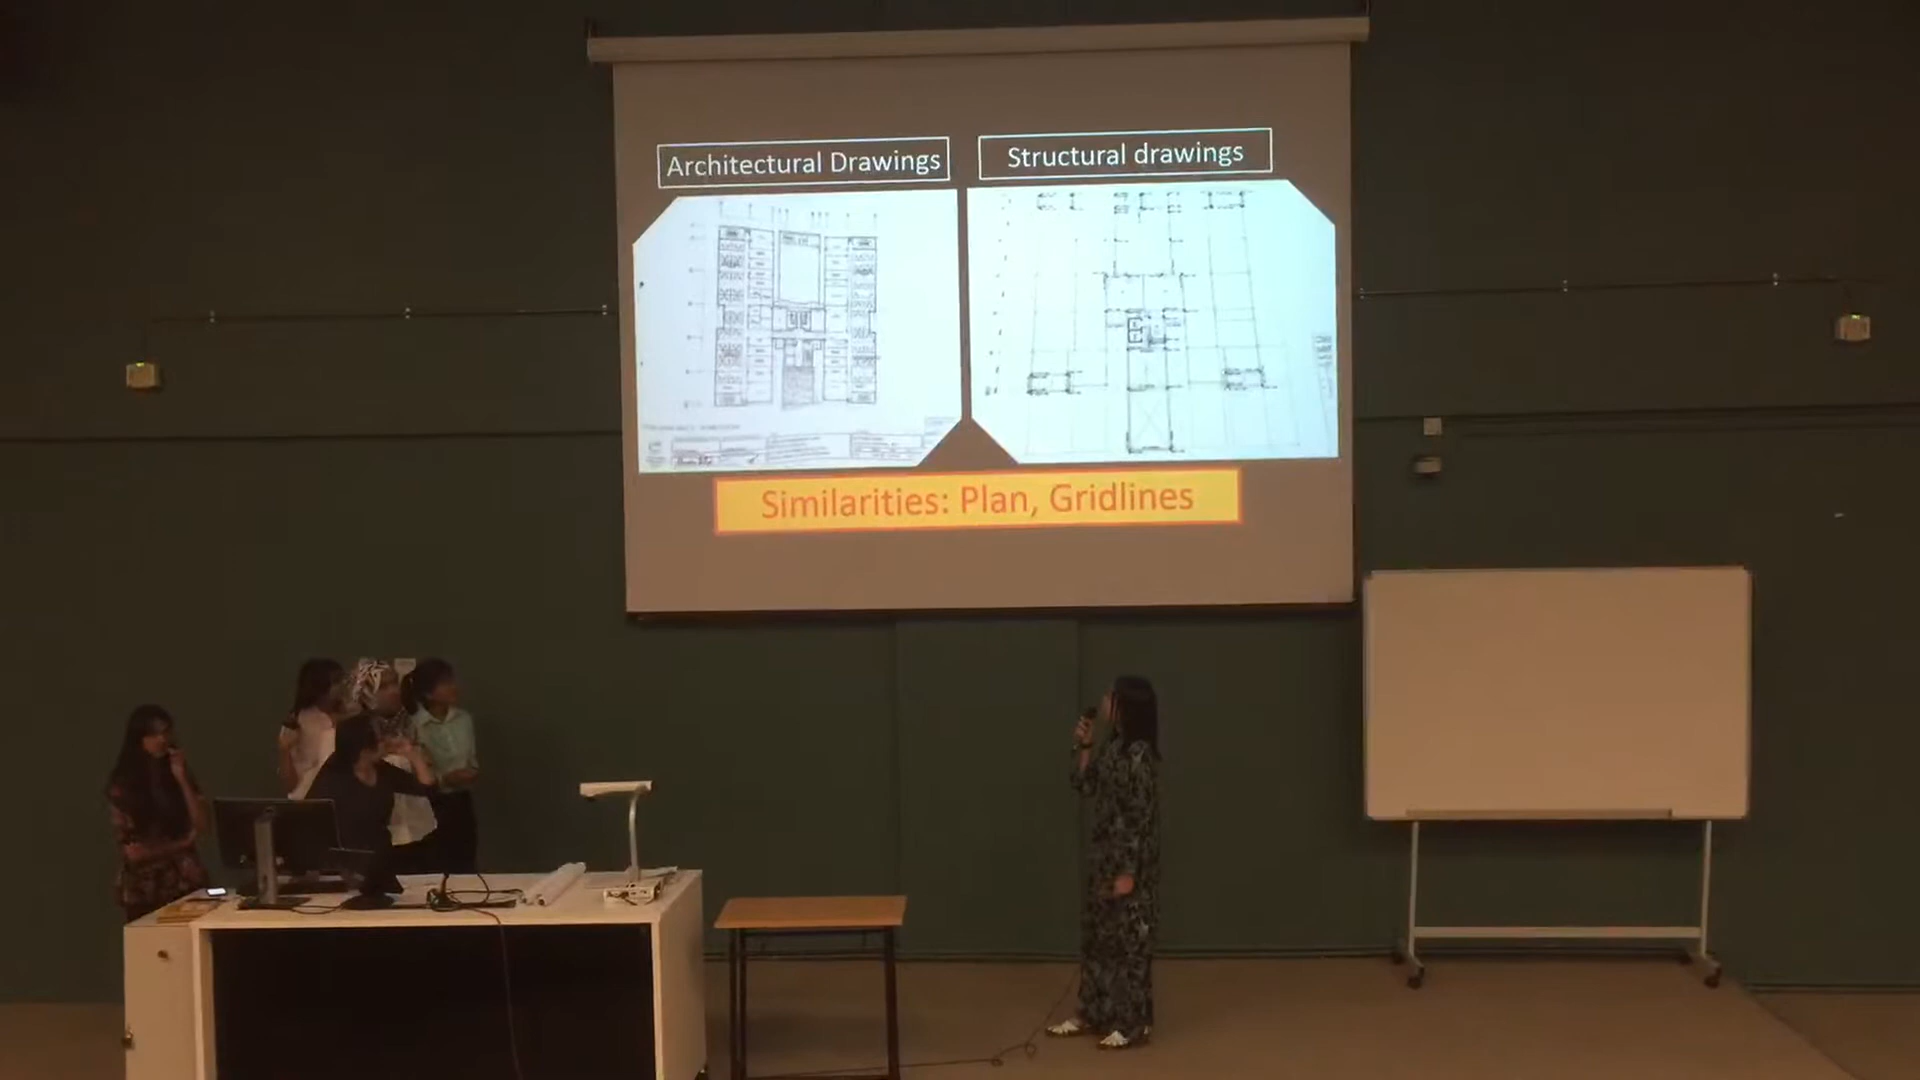 Architectural Drawings
Structural drawings
Similarities: Plan, Gridlines